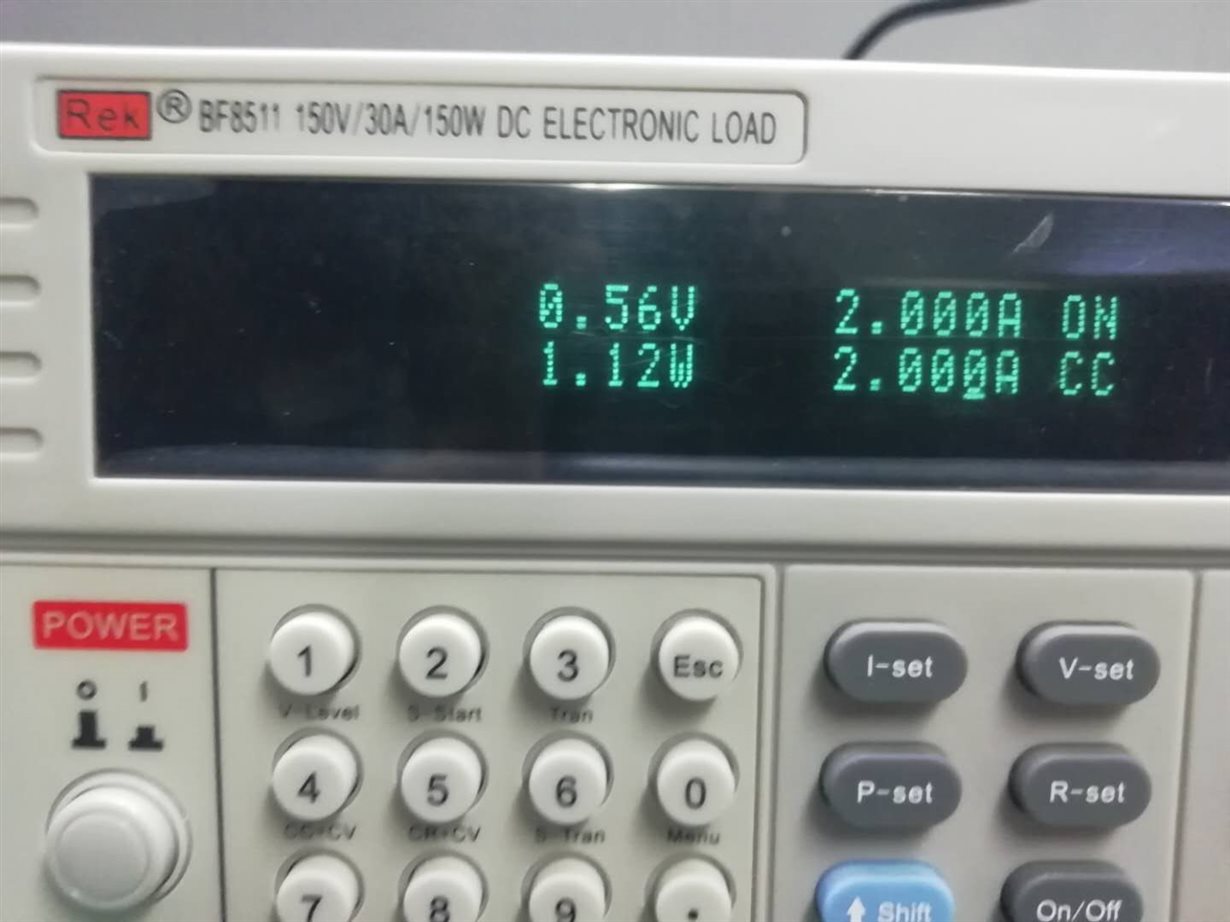 Rek® BF8511 150V/30A/150W DC ELECTRONIC LOAD
0.56V 2.000A ON
1.12W 2.000A CC
POWER
O I
1 2 3 Esc
V-Level S-Start Tran
4 5 6 0
CC+CV CR+CV S-Tran Menu
7 8 9 .
I-set V-set
P-set R-set
Shift On/Off